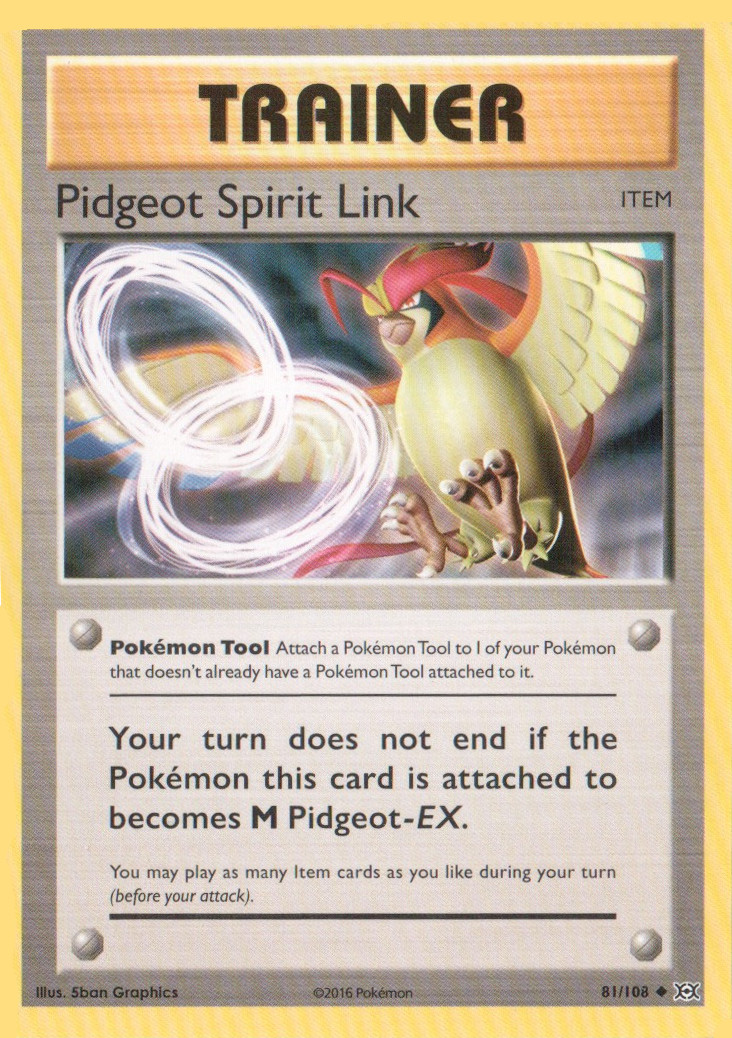 TRAINER
Pidgeot Spirit Link
ITEM
Pokémon Tool Attach a Pokémon Tool to 1 of your Pokémon
that doesn't already have a Pokémon Tool attached to it.
Your turn does not end if the
Pokémon this card is attached to
becomes M Pidgeot-EX.
You may play as many Item cards as you like during your turn
(before your attack).
Illus. 5ban Graphics
©2016 Pokémon
81/108 ◆